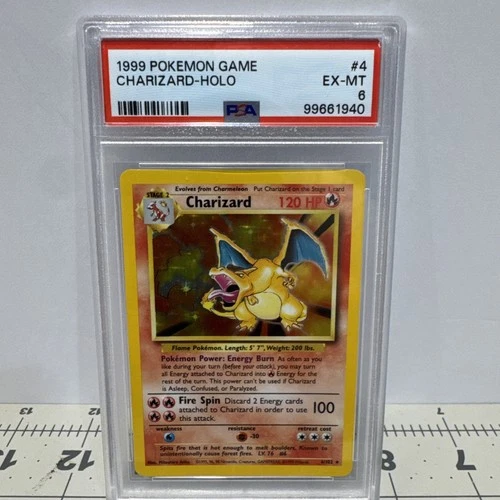 1999 POKEMON GAME #4
CHARIZARD-HOLO EX-MT
6
PSA 99661940
Evolves from Charmeleon Put Charizard on the Stage 1 card
STAGE 2
Charizard 120 HP
Flame Pokémon. Length: 5' 7", Weight: 200 lbs.
Pokémon Power: Energy Burn As often as you
like during your turn (before your attack), you may turn
all Energy attached to Charizard into Energy for the
rest of the turn. This power can't be used if Charizard
is Asleep, Confused, or Paralyzed.
Fire Spin Discard 2 Energy cards
attached to Charizard in order to use 100
this attack.
weakness resistance retreat cost
-30
Spits fire that is hot enough to melt boulders. Known to
unintentionally cause forest fires. LV. 76 #6
4/102
13 12 7